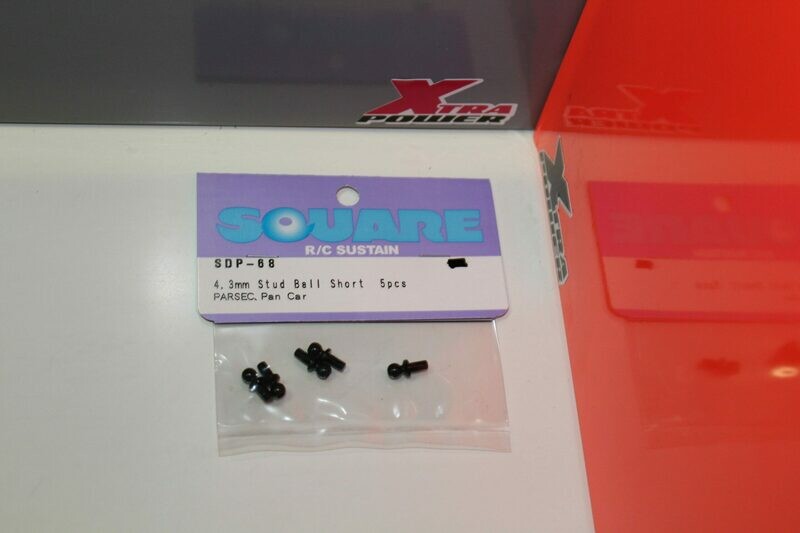 XTRA
POWER
SQUARE
R/C SUSTAIN
SDP-68
4,3mm Stud Ball Short 5pcs
PARSEC, Pan Car